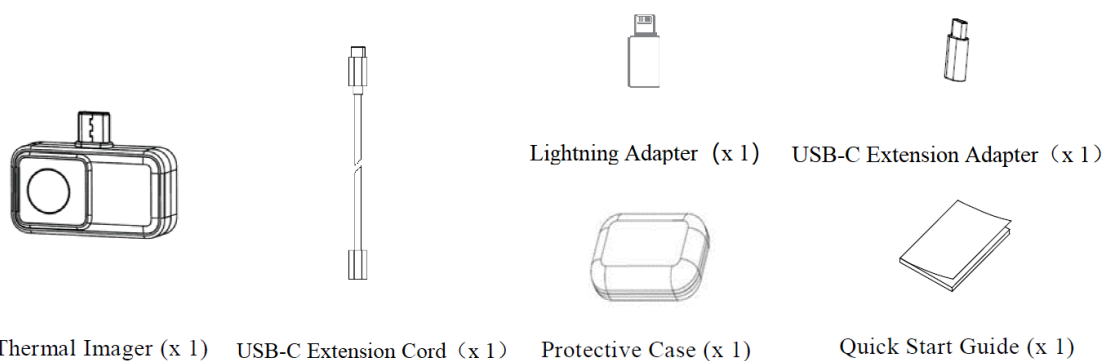 Lightning Adapter（x 1）
USB-C Extension Adapter（x 1）
Thermal Imager (x 1)
USB-C Extension Cord（x 1）
Protective Case (x 1)
Quick Start Guide (x 1)